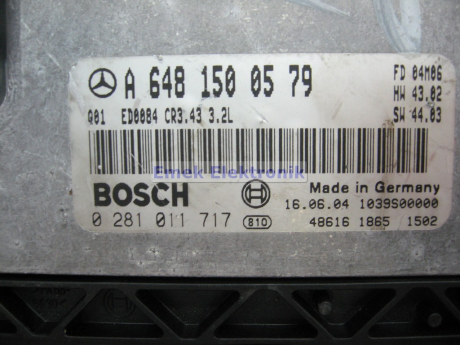 A 648 150 05 79 FD 04M06
HW 43.02
Q01 ED0084 CR3.43 3.2L SW 44.03
Emek Elektronik
BOSCH Made in Germany
16.06.04 1039S00000
0 281 011 717 810 48616 1865 1502